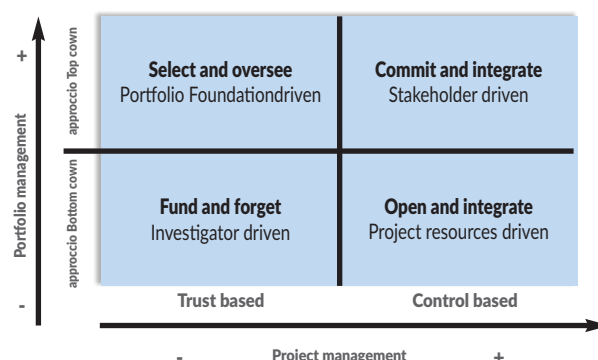 +
approccio Top cown
Select and oversee
Portfolio Foundationdriven
Commit and integrate
Stakeholder driven
Portfolio management
approccio Bottom cown
Fund and forget
Investigator driven
Open and integrate
Project resources driven
-
Trust based
Control based
-
Project management
+